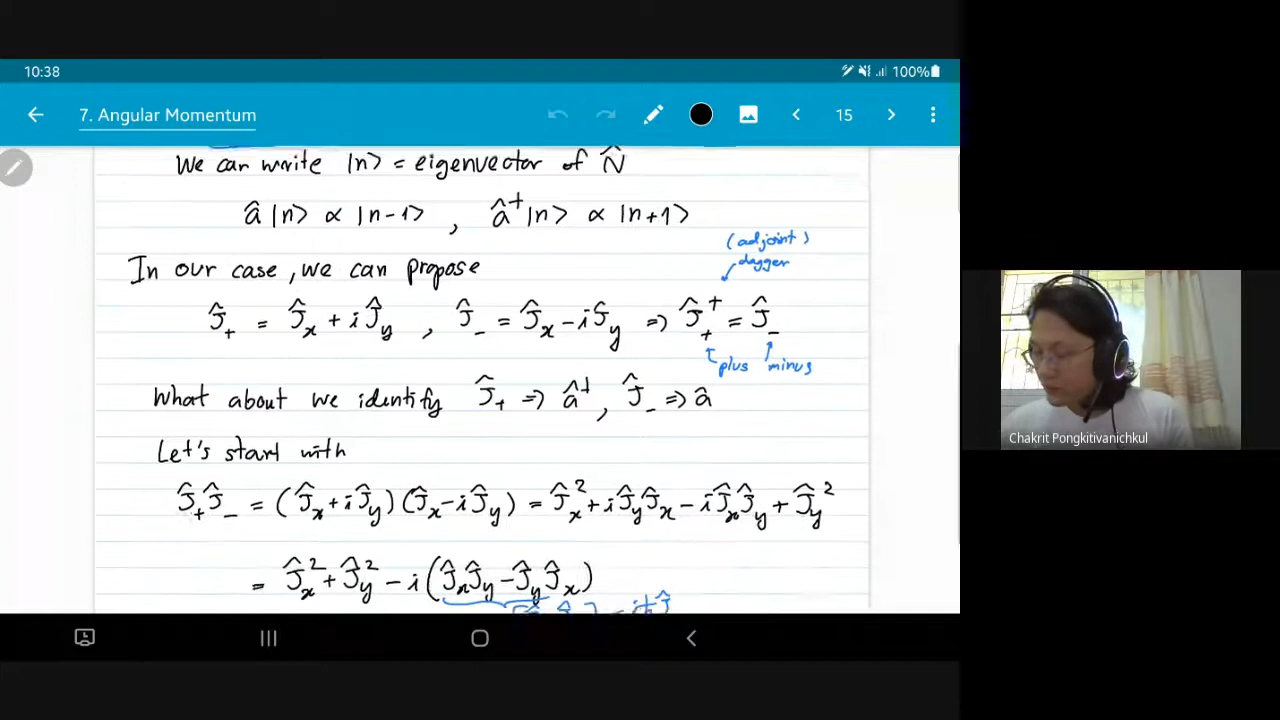 10:38
100%
7. Angular Momentum
15
We can write |n> = eigenvector of N̂
â |n> ∝ |n-1> , â† |n> ∝ |n+1>
(adjoint)
dagger
In our case, we can propose
Ĵ₊ = Ĵx + iĴy , Ĵ₋ = Ĵx - iĴy => Ĵ₊† = Ĵ₋
plus minus
What about we identify Ĵ₊ => â† , Ĵ₋ => â
Let's start with
Ĵ₊Ĵ₋ = (Ĵx + iĴy)(Ĵx - iĴy) = Ĵx² + iĴyĴx - iĴxĴy + Ĵy²
= Ĵx² + Ĵy² - i(ĴxĴy - ĴyĴx)
Chakrit Pongkitivanichkul